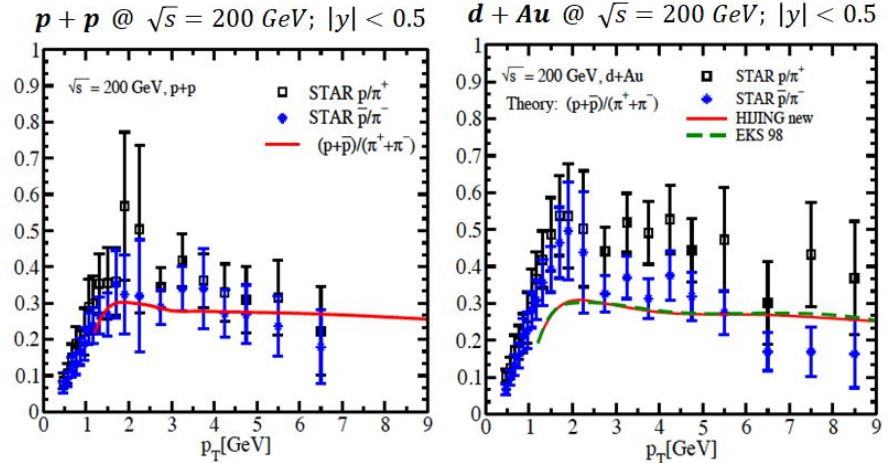 p + p @ √s = 200 GeV; |y| < 0.5
d + Au @ √s = 200 GeV; |y| < 0.5
1
0.9
0.8
0.7
0.6
0.5
0.4
0.3
0.2
0.1
0
√s = 200 GeV, p+p
STAR p/π⁺
STAR p̅/π⁻
(p+p̅)/(π⁺+π⁻)
0 1 2 3 4 5 6 7 8 9
p_T[GeV]
1
0.9
0.8
0.7
0.6
0.5
0.4
0.3
0.2
0.1
0
√s = 200 GeV, d+Au
Theory: (p+p̅)/(π⁺+π⁻)
STAR p/π⁺
STAR p̅/π⁻
HIJING new
EKS 98
0 1 2 3 4 5 6 7 8 9
p_T[GeV]